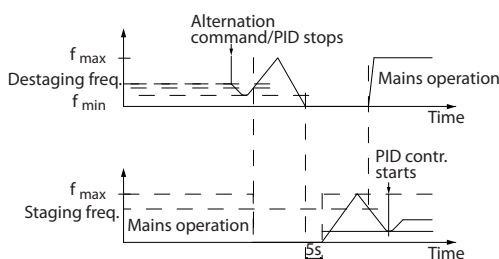 Alternation
command/PID stops
f max
Destaging freq.
f min
Mains operation
Time
PID contr.
starts
f max
Staging freq.
Mains operation
5s
Time